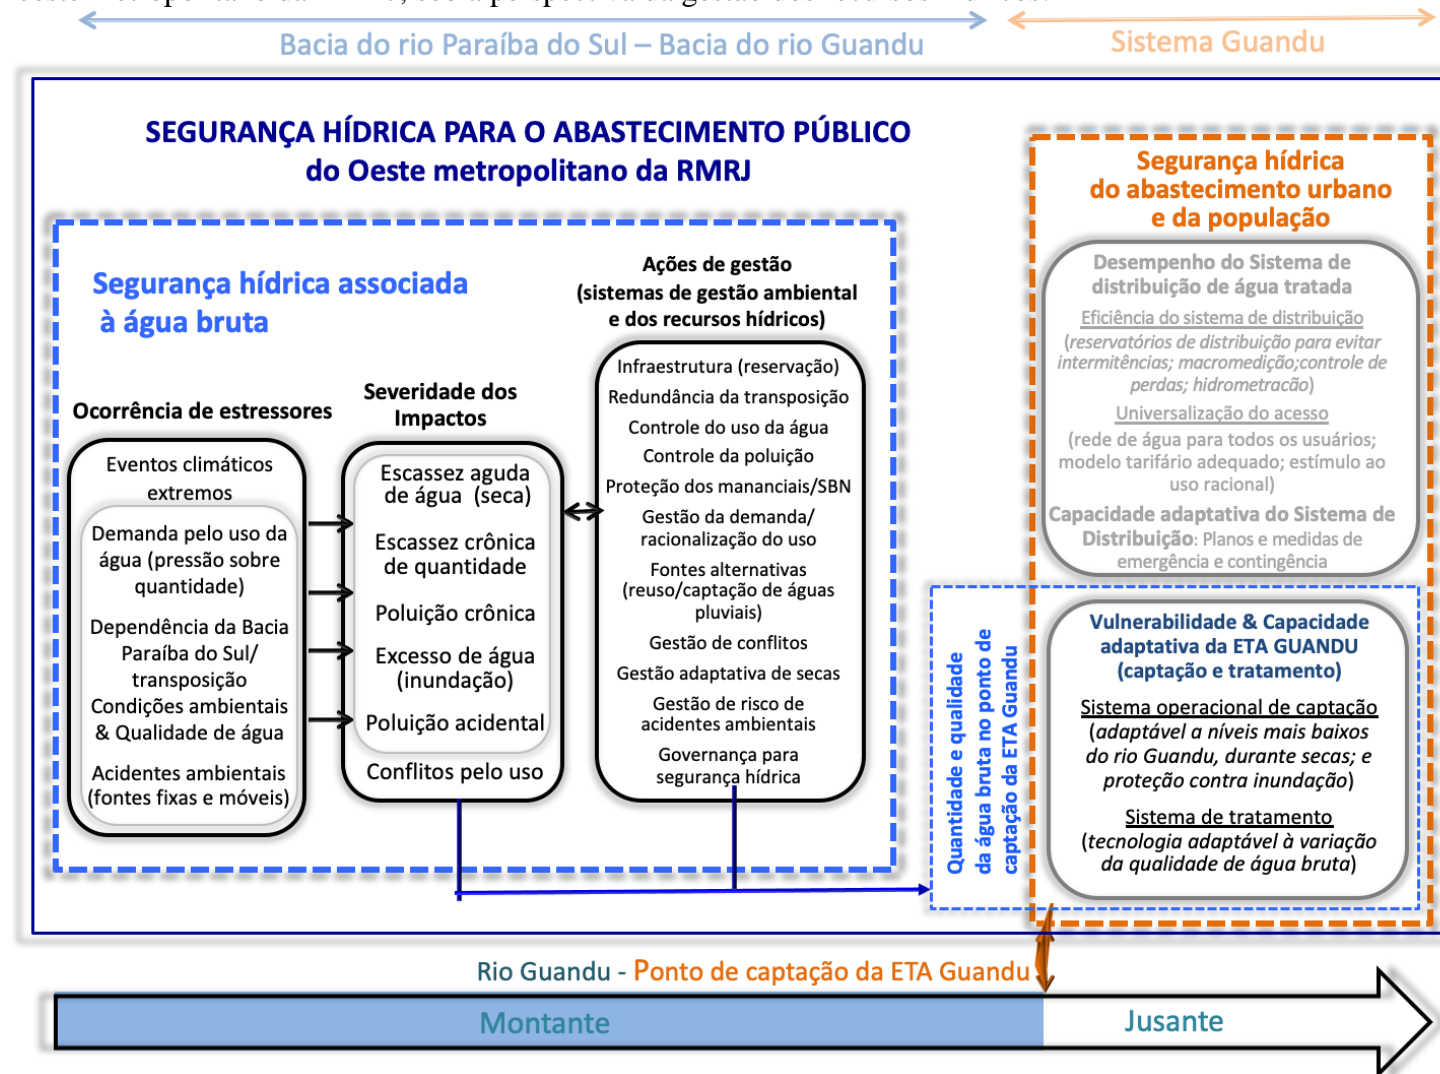 Bacia do rio Paraíba do Sul – Bacia do rio Guandu
Sistema Guandu
SEGURANÇA HÍDRICA PARA O ABASTECIMENTO PÚBLICO
do Oeste metropolitano da RMRJ
Segurança hídrica associada
à água bruta
Ocorrência de estressores
Eventos climáticos
extremos
Demanda pelo uso da
água (pressão sobre
quantidade)
Dependência da Bacia
Paraíba do Sul/
transposição
Condições ambientais
& Qualidade de água
Acidentes ambientais
(fontes fixas e móveis)
Severidade dos
Impactos
Escassez aguda
de água (seca)
Escassez crônica
de quantidade
Poluição crônica
Excesso de água
(inundação)
Poluição acidental
Conflitos pelo uso
Ações de gestão
(sistemas de gestão ambiental
e dos recursos hídricos)
Infraestrutura (reservação)
Redundância da transposição
Controle do uso da água
Controle da poluição
Proteção dos mananciais/SBN
Gestão da demanda/
racionalização do uso
Fontes alternativas
(reuso/captação de águas
pluviais)
Gestão de conflitos
Gestão adaptativa de secas
Gestão de risco de
acidentes ambientais
Governança para
segurança hídrica
Quantidade e qualidade
da água bruta no ponto de
captação da ETA Guandu
Segurança hídrica
do abastecimento urbano
e da população
Desempenho do Sistema de
distribuição de água tratada
Eficiência do sistema de distribuição
(reservatórios de distribuição para evitar
intermitências; macromedição;controle de
perdas; hidrometracão)
Universalização do acesso
(rede de água para todos os usuários;
modelo tarifário adequado; estímulo ao
uso racional)
Capacidade adaptativa do Sistema de
Distribuição: Planos e medidas de
emergência e contingência
Vulnerabilidade & Capacidade
adaptativa da ETA GUANDU
(captação e tratamento)
Sistema operacional de captação
(adaptável a níveis mais baixos
do rio Guandu, durante secas; e
proteção contra inundação)
Sistema de tratamento
(tecnologia adaptável à variação
da qualidade de água bruta)
Rio Guandu - Ponto de captação da ETA Guandu
Montante
Jusante